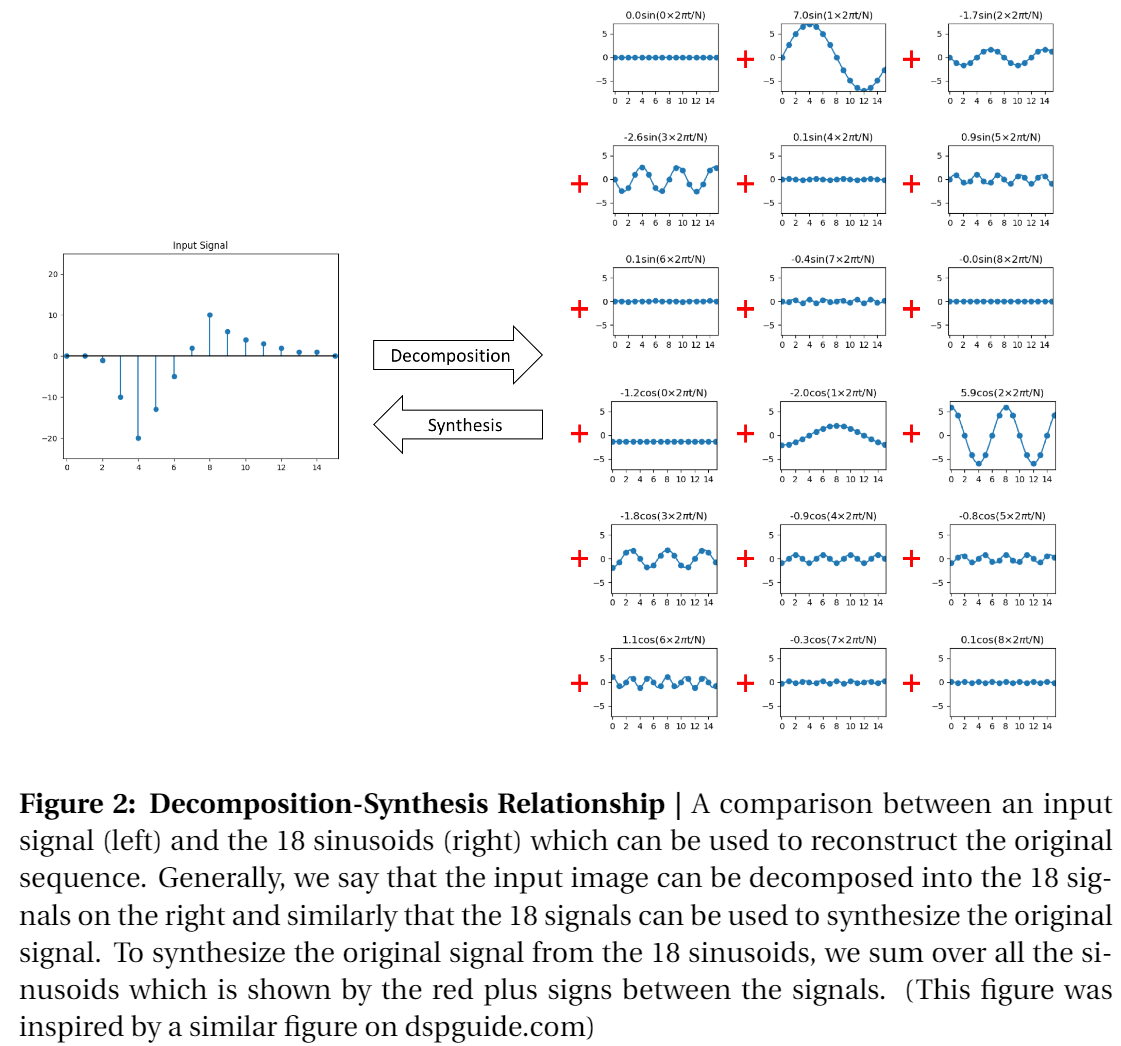 0.0sin(0×2πt/N)
7.0sin(1×2πt/N)
-1.7sin(2×2πt/N)
5
0
−5
0 2 4 6 8 10 12 14
+
5
0
−5
0 2 4 6 8 10 12 14
+
5
0
−5
0 2 4 6 8 10 12 14
-2.6sin(3×2πt/N)
0.1sin(4×2πt/N)
0.9sin(5×2πt/N)
+
5
0
−5
0 2 4 6 8 10 12 14
+
5
0
−5
0 2 4 6 8 10 12 14
+
5
0
−5
0 2 4 6 8 10 12 14
Input Signal
20
10
0
−10
−20
0 2 4 6 8 10 12 14
Decomposition
Synthesis
0.1sin(6×2πt/N)
-0.4sin(7×2πt/N)
-0.0sin(8×2πt/N)
+
5
0
−5
0 2 4 6 8 10 12 14
+
5
0
−5
0 2 4 6 8 10 12 14
+
5
0
−5
0 2 4 6 8 10 12 14
-1.2cos(0×2πt/N)
-2.0cos(1×2πt/N)
5.9cos(2×2πt/N)
+
5
0
−5
0 2 4 6 8 10 12 14
+
5
0
−5
0 2 4 6 8 10 12 14
+
5
0
−5
0 2 4 6 8 10 12 14
-1.8cos(3×2πt/N)
-0.9cos(4×2πt/N)
-0.8cos(5×2πt/N)
+
5
0
−5
0 2 4 6 8 10 12 14
+
5
0
−5
0 2 4 6 8 10 12 14
+
5
0
−5
0 2 4 6 8 10 12 14
1.1cos(6×2πt/N)
-0.3cos(7×2πt/N)
0.1cos(8×2πt/N)
+
5
0
−5
0 2 4 6 8 10 12 14
+
5
0
−5
0 2 4 6 8 10 12 14
+
5
0
−5
0 2 4 6 8 10 12 14
Figure 2: Decomposition-Synthesis Relationship | A comparison between an input
signal (left) and the 18 sinusoids (right) which can be used to reconstruct the original
sequence. Generally, we say that the input image can be decomposed into the 18 sig-
nals on the right and similarly that the 18 signals can be used to synthesize the original
signal. To synthesize the original signal from the 18 sinusoids, we sum over all the si-
nusoids which is shown by the red plus signs between the signals. (This figure was
inspired by a similar figure on dspguide.com)